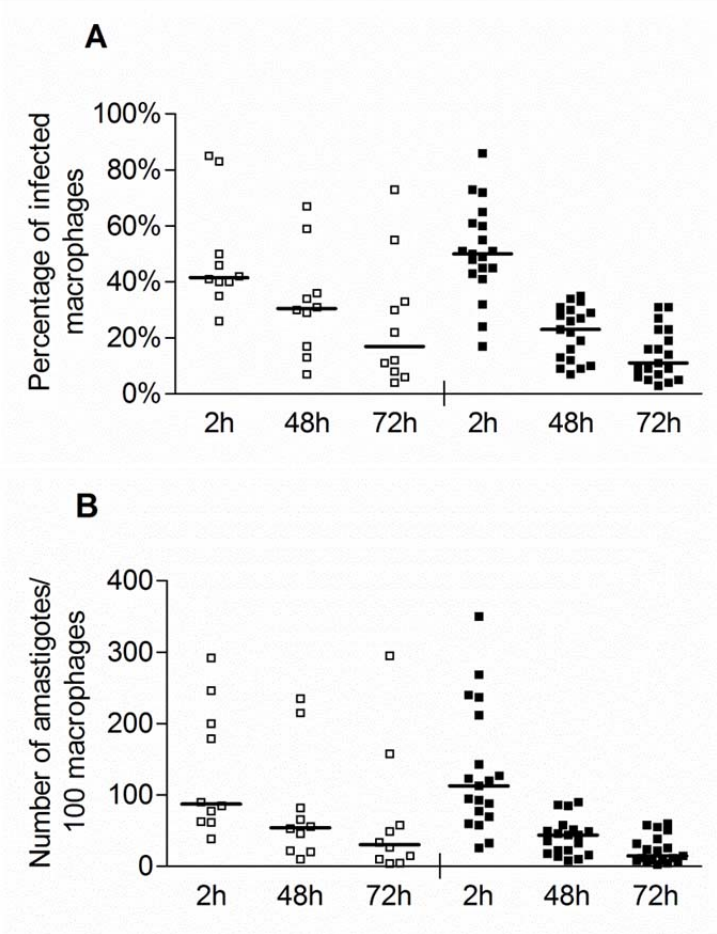 A
Percentage of infected
macrophages
100%
80%
60%
40%
20%
0%
2h 48h 72h 2h 48h 72h
B
Number of amastigotes/
100 macrophages
400
300
200
100
0
2h 48h 72h 2h 48h 72h